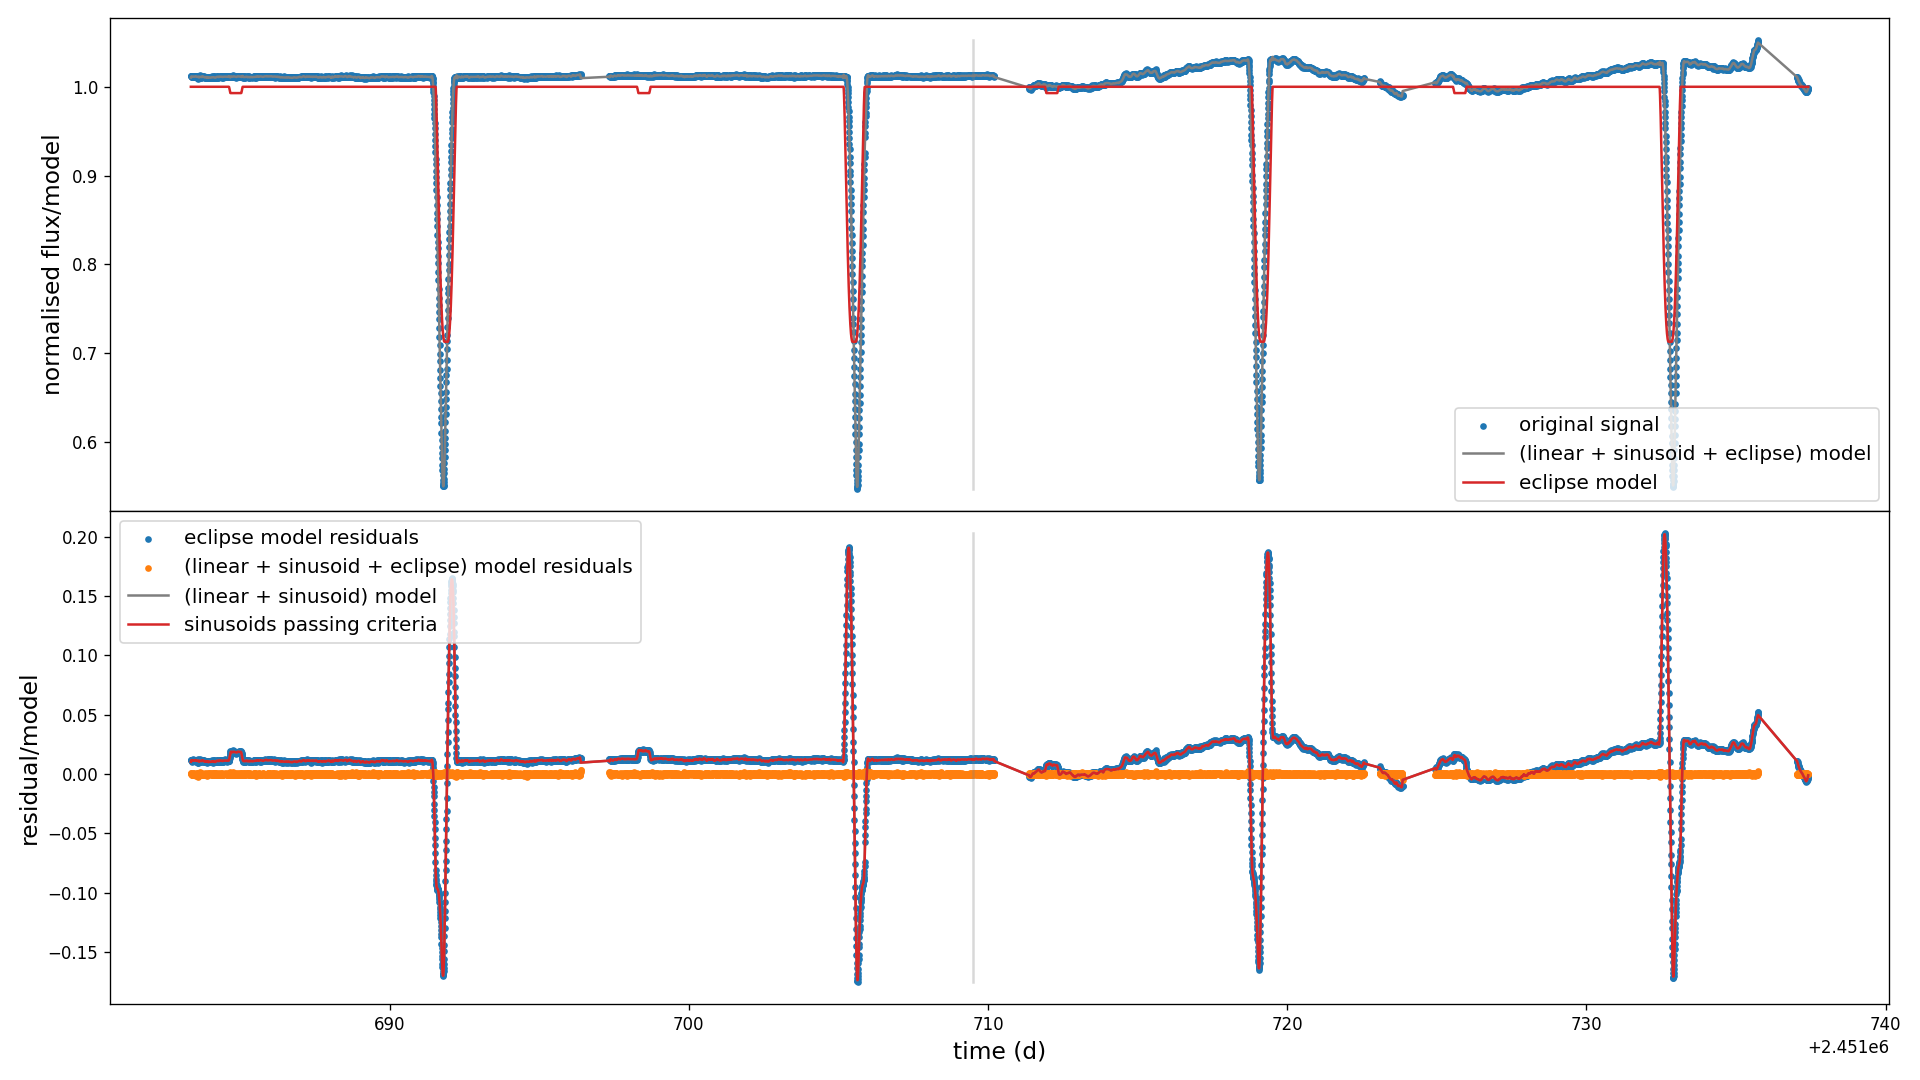 normalised flux/model
1.0
0.9
0.8
0.7
0.6
original signal
(linear + sinusoid + eclipse) model
eclipse model
residual/model
0.20
0.15
0.10
0.05
0.00
−0.05
−0.10
−0.15
eclipse model residuals
(linear + sinusoid + eclipse) model residuals
(linear + sinusoid) model
sinusoids passing criteria
690
700
710
720
730
740
time (d)
+2.451e6